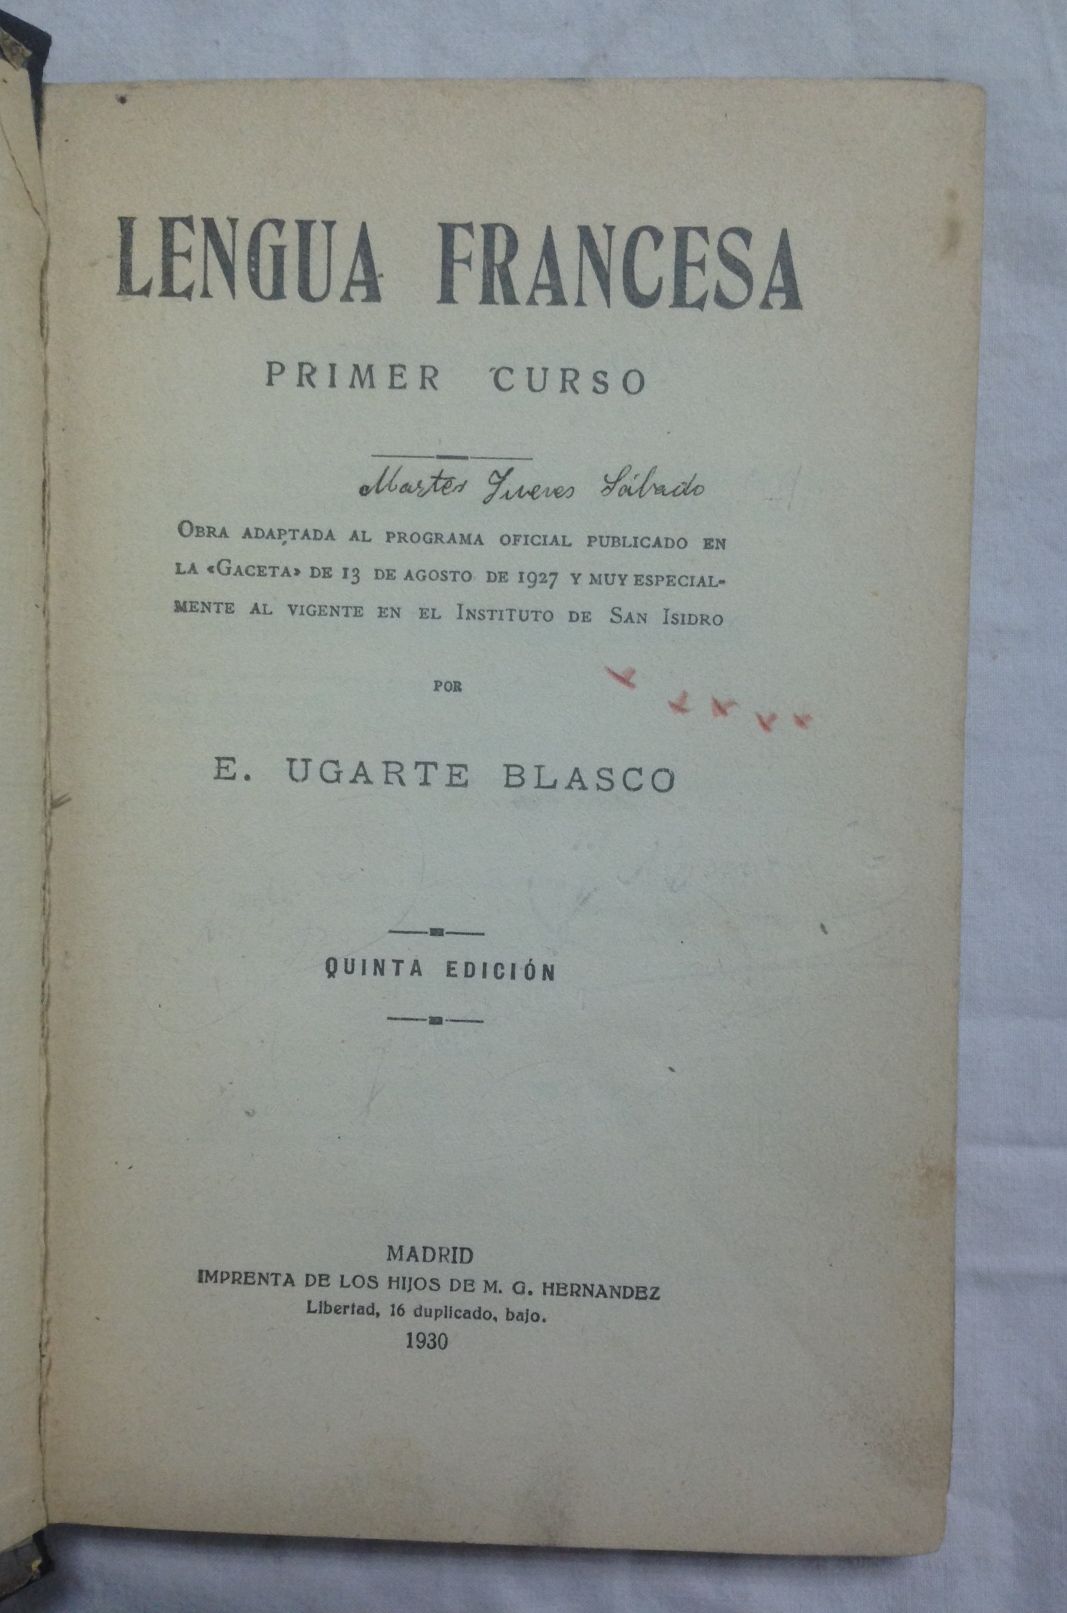 LENGUA FRANCESA
PRIMER CURSO
Martes Jueves Sábado
OBRA ADAPTADA AL PROGRAMA OFICIAL PUBLICADO EN
LA «GACETA» DE 13 DE AGOSTO DE 1927 Y MUY ESPECIAL-
MENTE AL VIGENTE EN EL INSTITUTO DE SAN ISIDRO
POR
E. UGARTE BLASCO
QUINTA EDICIÓN
MADRID
IMPRENTA DE LOS HIJOS DE M. G. HERNANDEZ
Libertad, 16 duplicado, bajo.
1930